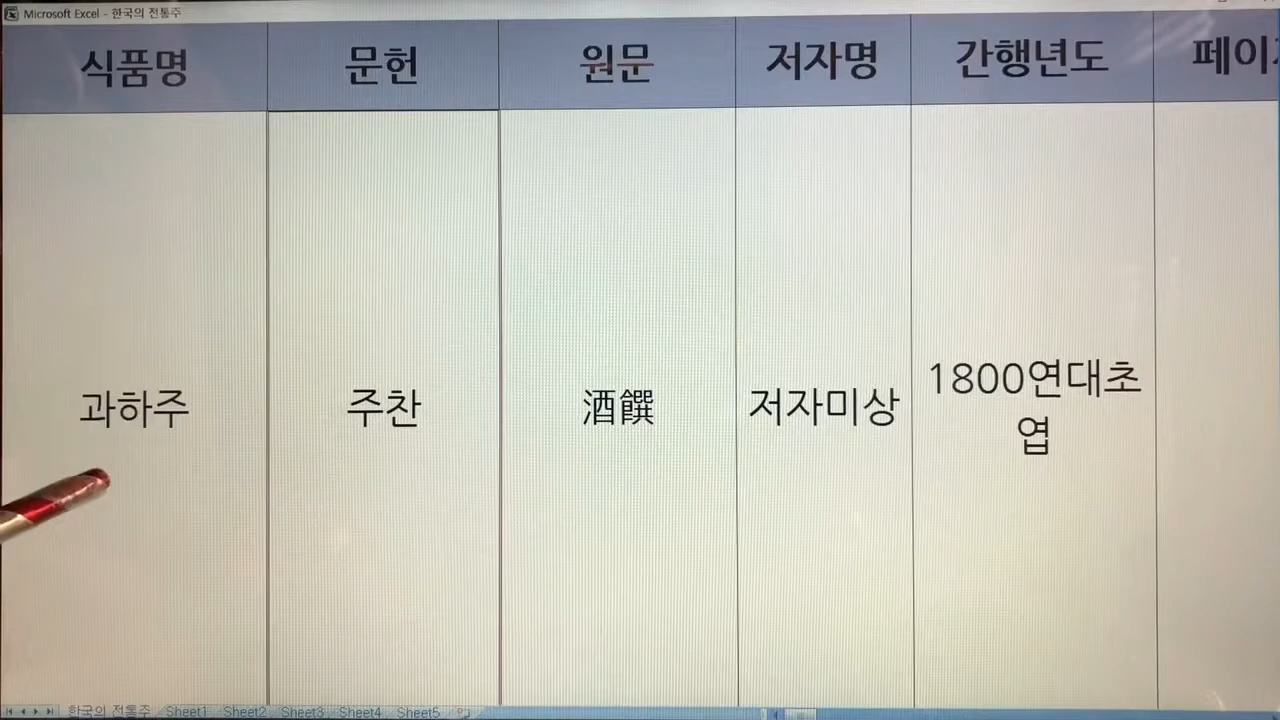 Microsoft Excel - 한국의 전통주
식품명 문헌 원문 저자명 간행년도
과하주 주찬 酒饌 저자미상 1800연대초
엽
한국의 전통주 Sheet1 Sheet2 Sheet3 Sheet4 Sheet5